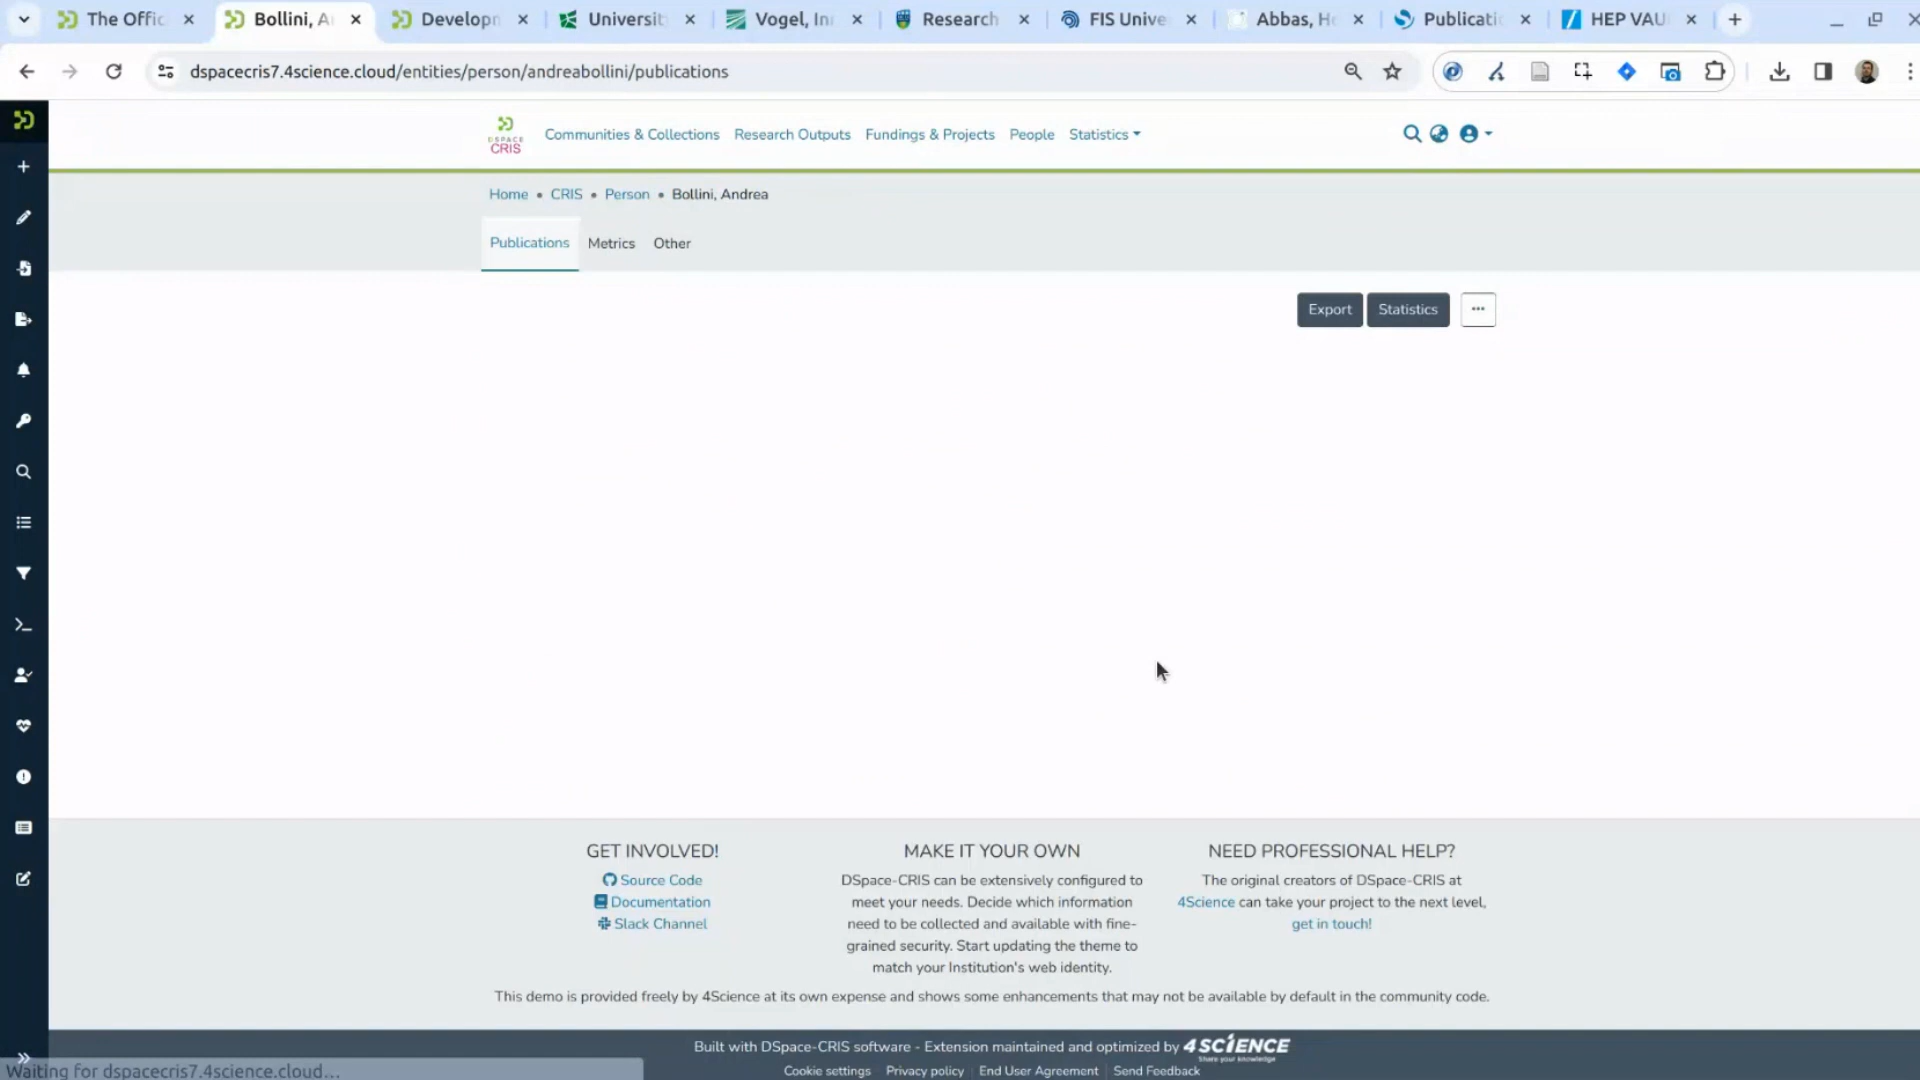 The Offic
Bollini, A
Developm
Universit
Vogel, In
Research
FIS Unive
Abbas, H
Publicati
HEP VAU
dspacecris7.4science.cloud/entities/person/andreabollini/publications
DSPACE
CRIS
Communities & Collections Research Outputs Fundings & Projects People Statistics
Home • CRIS • Person • Bollini, Andrea
Publications Metrics Other
Export Statistics ...
GET INVOLVED!
Source Code
Documentation
Slack Channel
MAKE IT YOUR OWN
DSpace-CRIS can be extensively configured to
meet your needs. Decide which information
need to be collected and available with fine-
grained security. Start updating the theme to
match your Institution's web identity.
NEED PROFESSIONAL HELP?
The original creators of DSpace-CRIS at
4Science can take your project to the next level,
get in touch!
This demo is provided freely by 4Science at its own expense and shows some enhancements that may not be available by default in the community code.
Built with DSpace-CRIS software - Extension maintained and optimized by 4SCIENCE
Share your knowledge
Cookie settings Privacy policy End User Agreement Send Feedback
Waiting for dspacecris7.4science.cloud...